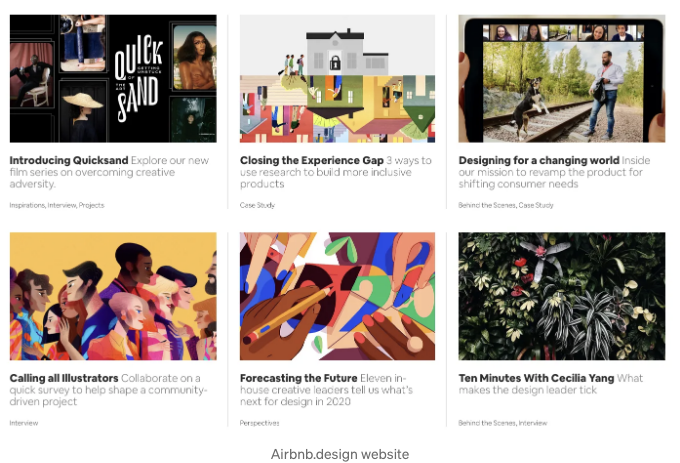 QUICK
GETTING
UNSTUCK
OF
THE
ART
SAND
Introducing Quicksand Explore our new
film series on overcoming creative
adversity.
Inspirations, Interview, Projects
Closing the Experience Gap 3 ways to
use research to build more inclusive
products
Case Study
Designing for a changing world Inside
our mission to revamp the product for
shifting consumer needs
Behind the Scenes, Case Study
Calling all Illustrators Collaborate on a
quick survey to help shape a community-
driven project
Interview
Forecasting the Future Eleven in-
house creative leaders tell us what's
next for design in 2020
Perspectives
Ten Minutes With Cecilia Yang What
makes the design leader tick
Behind the Scenes, Interview
Airbnb.design website